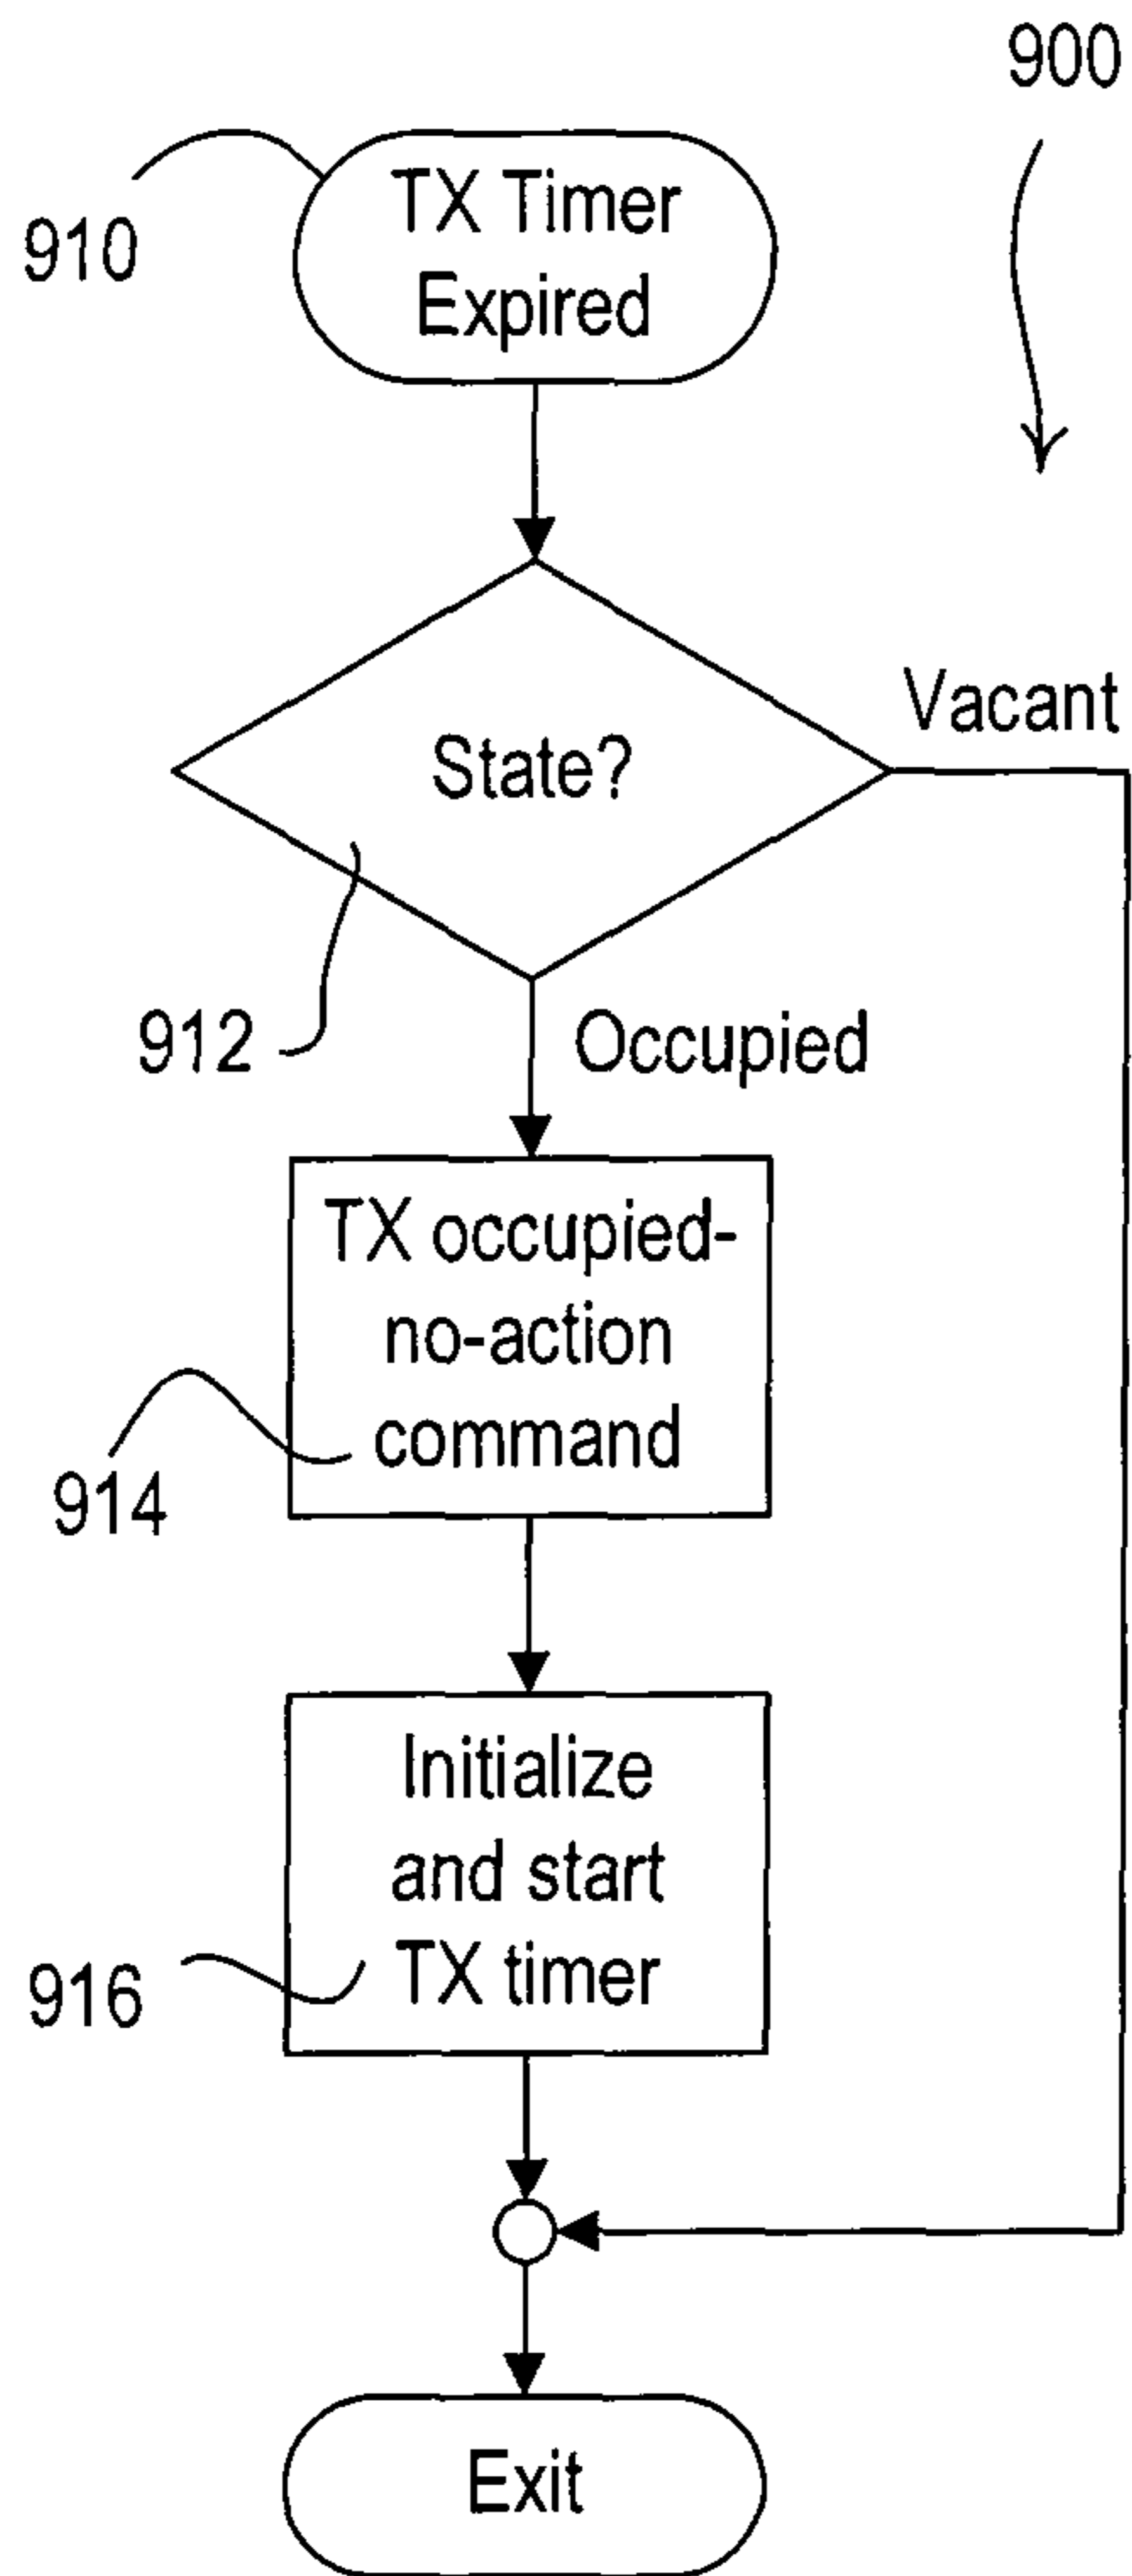 900
TX Timer
Expired
910
Vacant
State?
912
Occupied
TX occupied-
no-action
command
914
Initialize
and start
TX timer
916
Exit